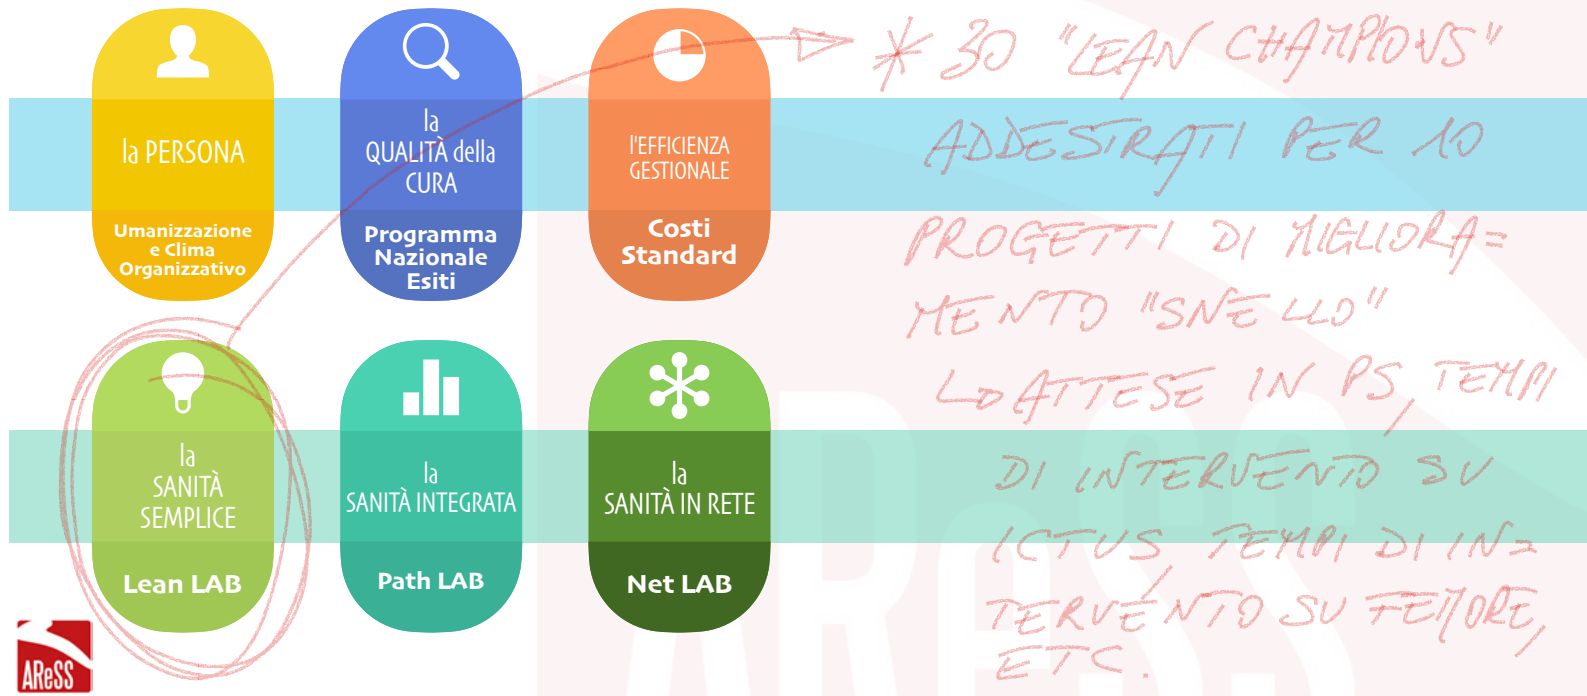 la PERSONA
Umanizzazione
e Clima
Organizzativo
la
QUALITÀ della
CURA
Programma
Nazionale
Esiti
l'EFFICIENZA
GESTIONALE
Costi
Standard
* 30 "LEAN CHAMPIONS"
ADDESTRATI PER 10
PROGETTI DI MIGLIORA=
MENTO "SNELLO"
↳ ATTESE IN PS, TEMPI
DI INTERVENTO SU
ICTUS, TEMPI DI IN=
TERVENTO SU FEMORE,
ETC.
la
SANITÀ
SEMPLICE
Lean LAB
la
SANITÀ INTEGRATA
Path LAB
la
SANITÀ IN RETE
Net LAB
AReSS
AReSS